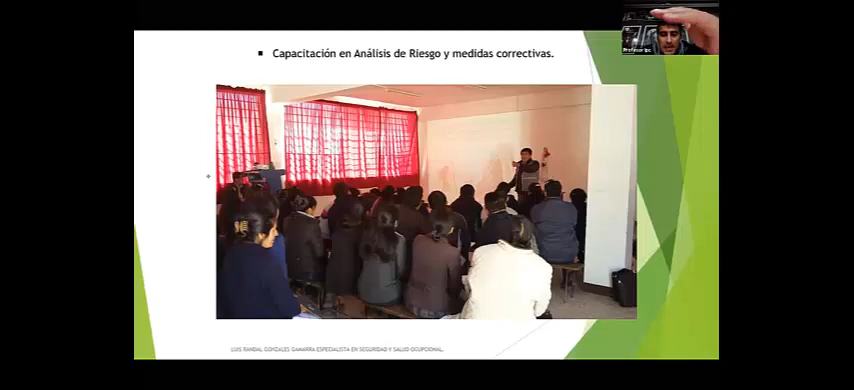 Capacitación en Análisis de Riesgo y medidas correctivas.
LUIS RANDAL GONZALES GAMARRA ESPECIALISTA EN SEGURIDAD Y SALUD OCUPACIONAL.